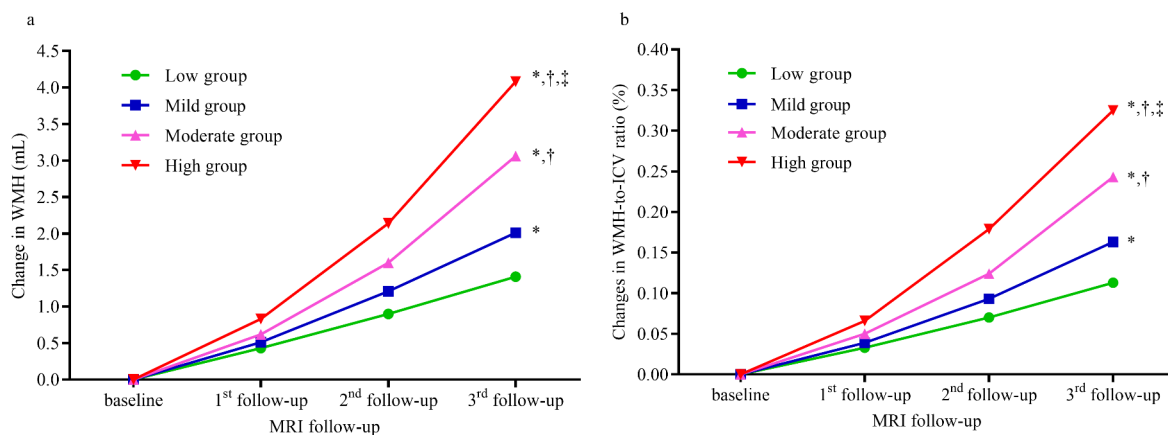 a
Change in WMH (mL)
4.5
4.0
3.5
3.0
2.5
2.0
1.5
1.0
0.5
0.0
Low group
Mild group
Moderate group
High group
*,†,‡
*,†
*
baseline
1st follow-up
2nd follow-up
3rd follow-up
MRI follow-up
b
Changes in WMH-to-ICV ratio (%)
0.40
0.35
0.30
0.25
0.20
0.15
0.10
0.05
0.00
Low group
Mild group
Moderate group
High group
*,†,‡
*,†
*
baseline
1st follow-up
2nd follow-up
3rd follow-up
MRI follow-up